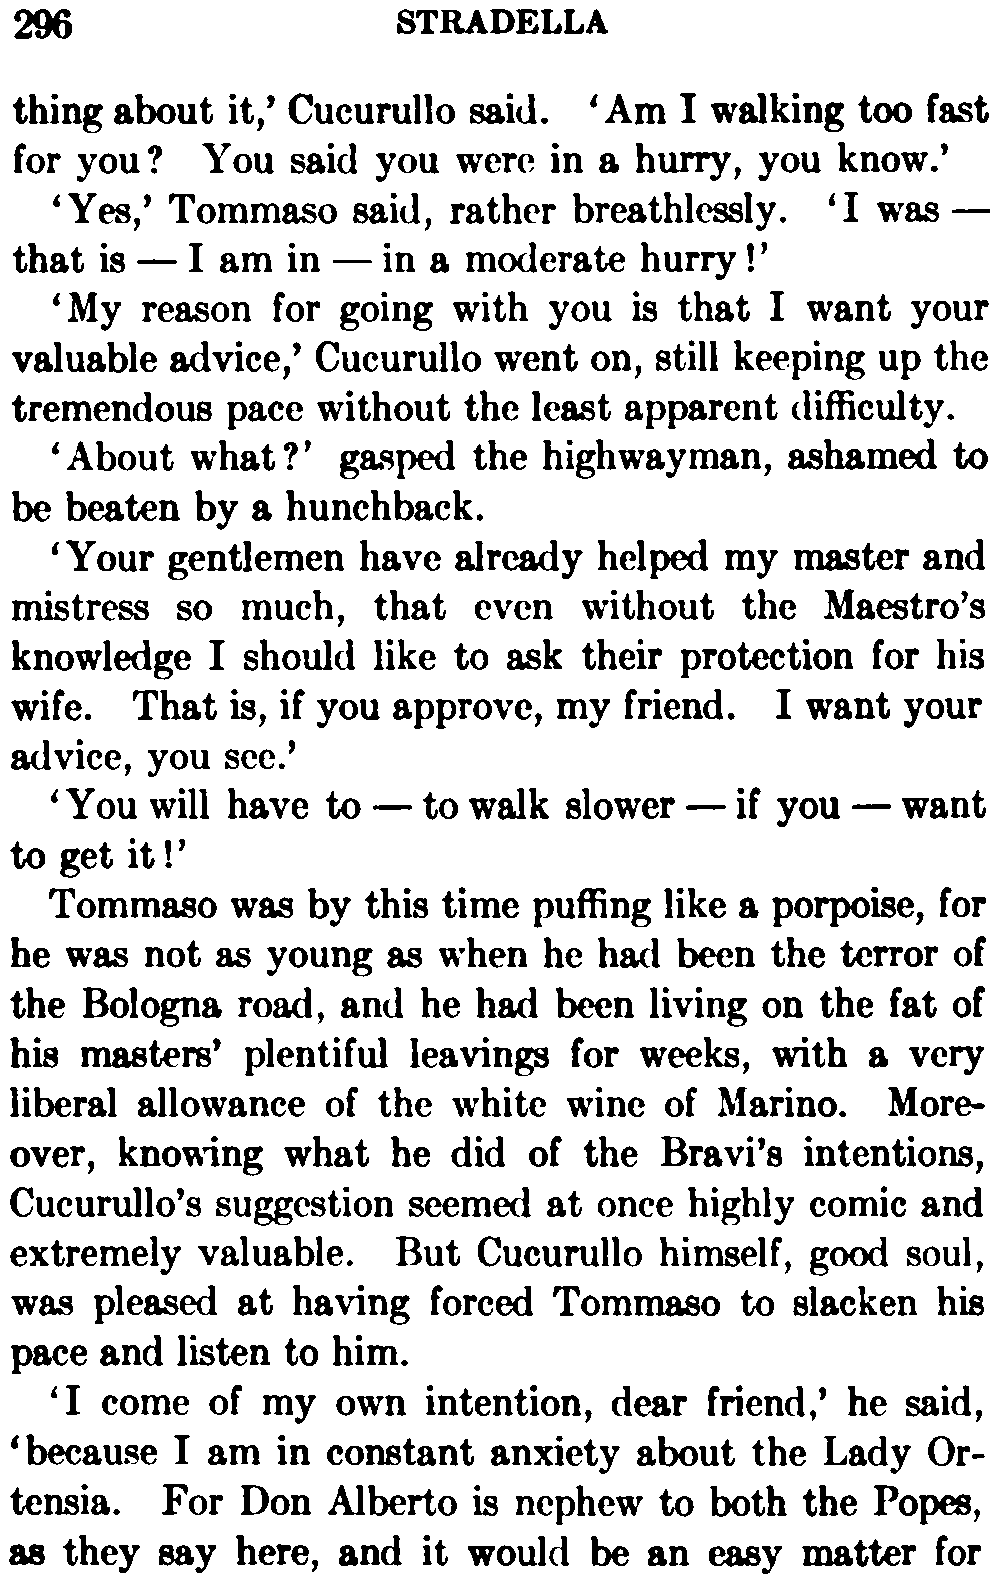 296 STRADELLA
thing about it,’ Cucurullo said. ‘Am I walking too fast
for you? You said you were in a hurry, you know.’
‘Yes,’ Tommaso said, rather breathlessly. ‘I was —
that is — I am in — in a moderate hurry!’
‘My reason for going with you is that I want your
valuable advice,’ Cucurullo went on, still keeping up the
tremendous pace without the least apparent difficulty.
‘About what?’ gasped the highwayman, ashamed to
be beaten by a hunchback.
‘Your gentlemen have already helped my master and
mistress so much, that even without the Maestro’s
knowledge I should like to ask their protection for his
wife. That is, if you approve, my friend. I want your
advice, you see.’
‘You will have to — to walk slower — if you — want
to get it!’
Tommaso was by this time puffing like a porpoise, for
he was not as young as when he had been the terror of
the Bologna road, and he had been living on the fat of
his masters’ plentiful leavings for weeks, with a very
liberal allowance of the white wine of Marino. More-
over, knowing what he did of the Bravi’s intentions,
Cucurullo’s suggestion seemed at once highly comic and
extremely valuable. But Cucurullo himself, good soul,
was pleased at having forced Tommaso to slacken his
pace and listen to him.
‘I come of my own intention, dear friend,’ he said,
‘because I am in constant anxiety about the Lady Or-
tensia. For Don Alberto is nephew to both the Popes,
as they say here, and it would be an easy matter for